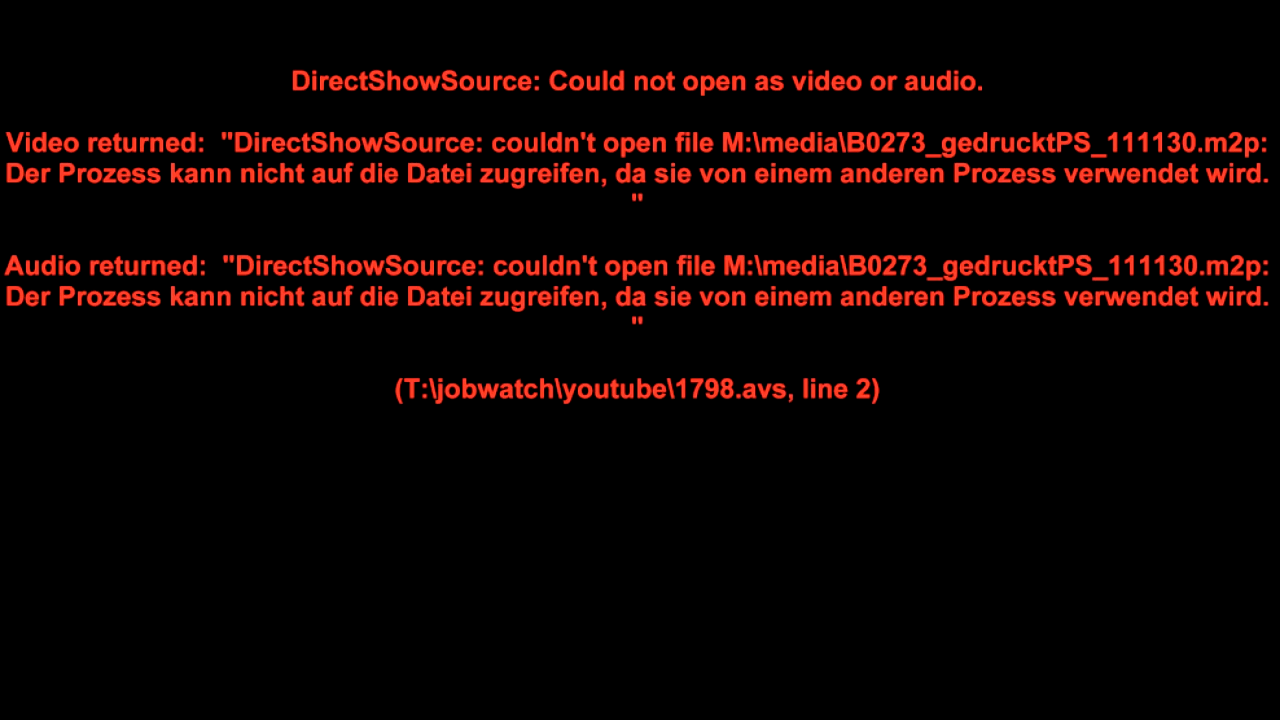 DirectShowSource: Could not open as video or audio.
Video returned:  "DirectShowSource: couldn't open file M:\media\B0273_gedrucktPS_111130.m2p:
Der Prozess kann nicht auf die Datei zugreifen, da sie von einem anderen Prozess verwendet wird.
"
Audio returned:  "DirectShowSource: couldn't open file M:\media\B0273_gedrucktPS_111130.m2p:
Der Prozess kann nicht auf die Datei zugreifen, da sie von einem anderen Prozess verwendet wird.
"
(T:\jobwatch\youtube\1798.avs, line 2)